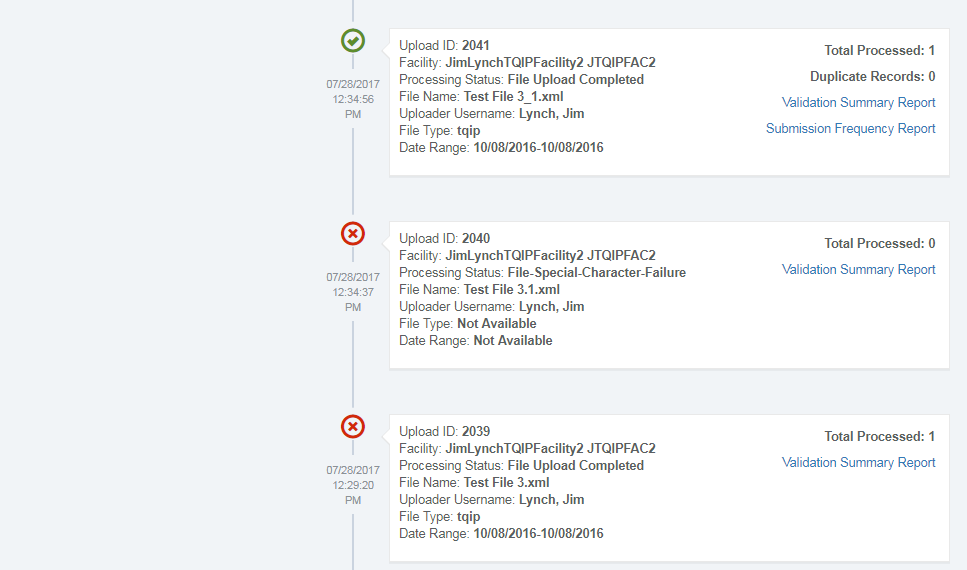 07/28/2017
12:34:56
PM
Upload ID: 2041
Facility: JimLynchTQIPFacility2 JTQIPFAC2
Processing Status: File Upload Completed
File Name: Test File 3_1.xml
Uploader Username: Lynch, Jim
File Type: tqip
Date Range: 10/08/2016-10/08/2016
Total Processed: 1
Duplicate Records: 0
Validation Summary Report
Submission Frequency Report
07/28/2017
12:34:37
PM
Upload ID: 2040
Facility: JimLynchTQIPFacility2 JTQIPFAC2
Processing Status: File-Special-Character-Failure
File Name: Test File 3.1.xml
Uploader Username: Lynch, Jim
File Type: Not Available
Date Range: Not Available
Total Processed: 0
Validation Summary Report
07/28/2017
12:29:20
PM
Upload ID: 2039
Facility: JimLynchTQIPFacility2 JTQIPFAC2
Processing Status: File Upload Completed
File Name: Test File 3.xml
Uploader Username: Lynch, Jim
File Type: tqip
Date Range: 10/08/2016-10/08/2016
Total Processed: 1
Validation Summary Report